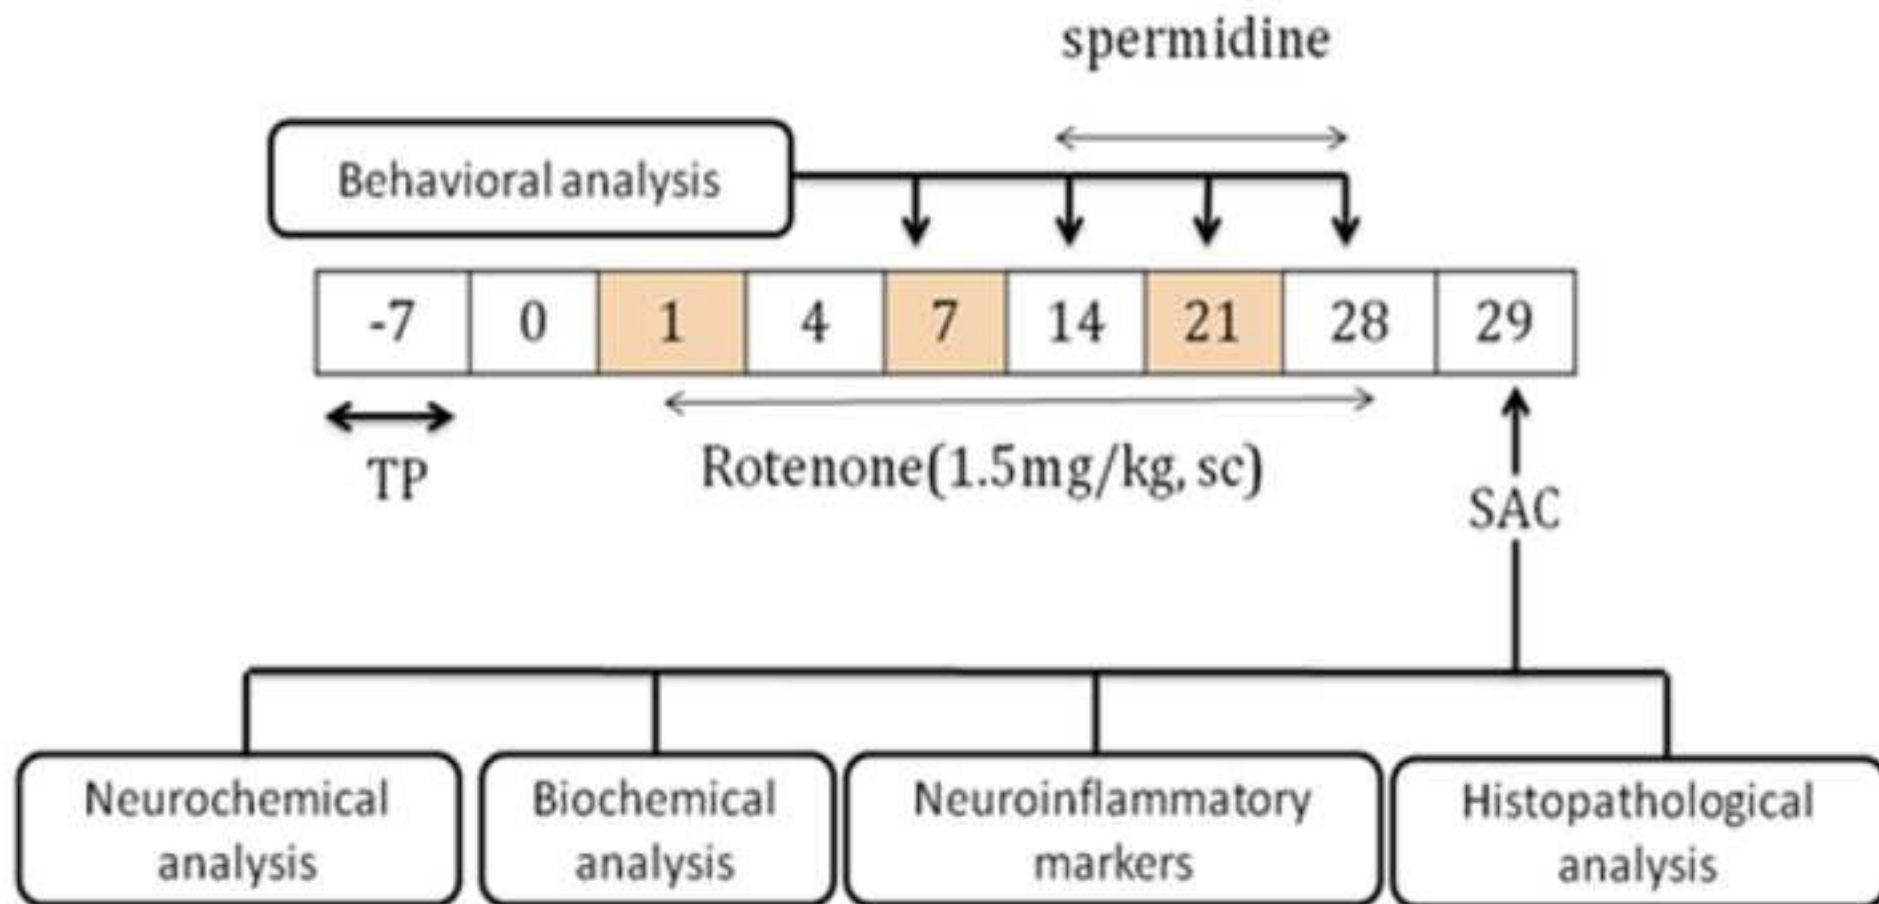 spermidine
Behavioral analysis
-7 0 1 4 7 14 21 28 29
TP
Rotenone(1.5mg/kg, sc)
SAC
Neurochemical
analysis
Biochemical
analysis
Neuroinflammatory
markers
Histopathological
analysis